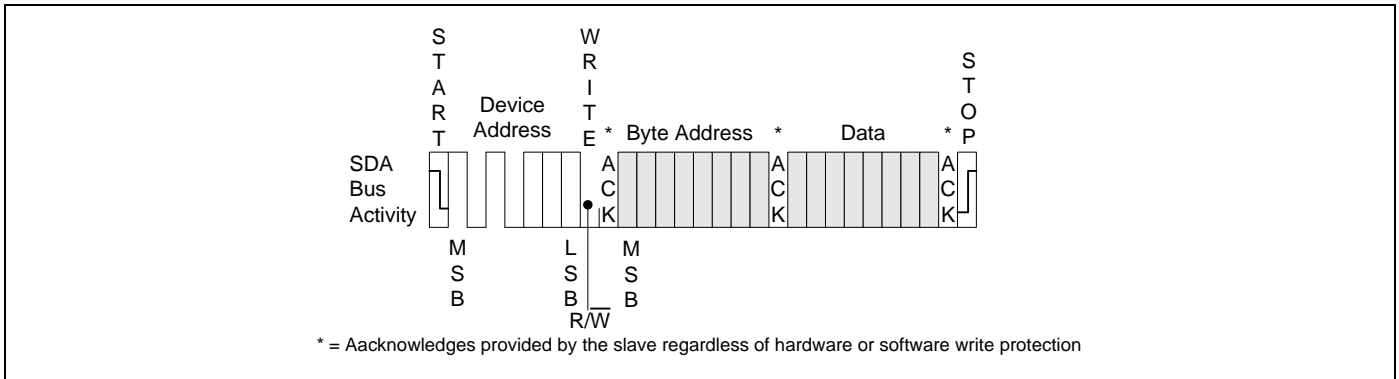 START
WRITE
STOP
Device
Address
* Byte Address * Data *
SDA
Bus
Activity
ACK
ACK
ACK
MSB
LSB
MSB
R/W̅
* = Aacknowledges provided by the slave regardless of hardware or software write protection